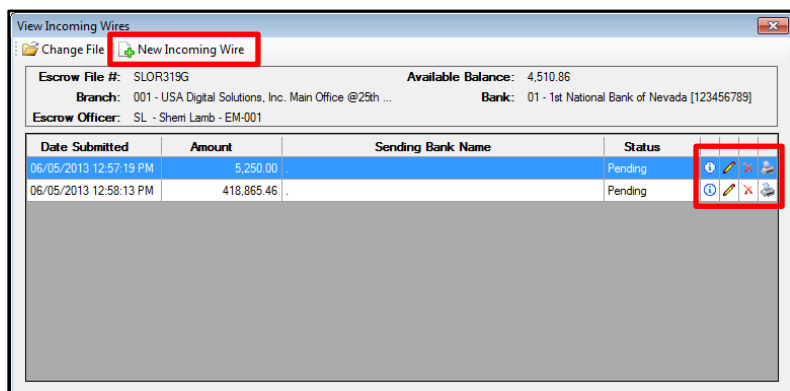 View Incoming Wires
Change File New Incoming Wire
Escrow File #: SLOR319G Available Balance: 4,510.86
Branch: 001 - USA Digital Solutions, Inc. Main Office @25th ... Bank: 01 - 1st National Bank of Nevada [123456789]
Escrow Officer: SL - Sherri Lamb - EM-001
Date Submitted Amount Sending Bank Name Status
06/05/2013 12:57:19 PM 5,250.00 . Pending
06/05/2013 12:58:13 PM 418,865.46 . Pending